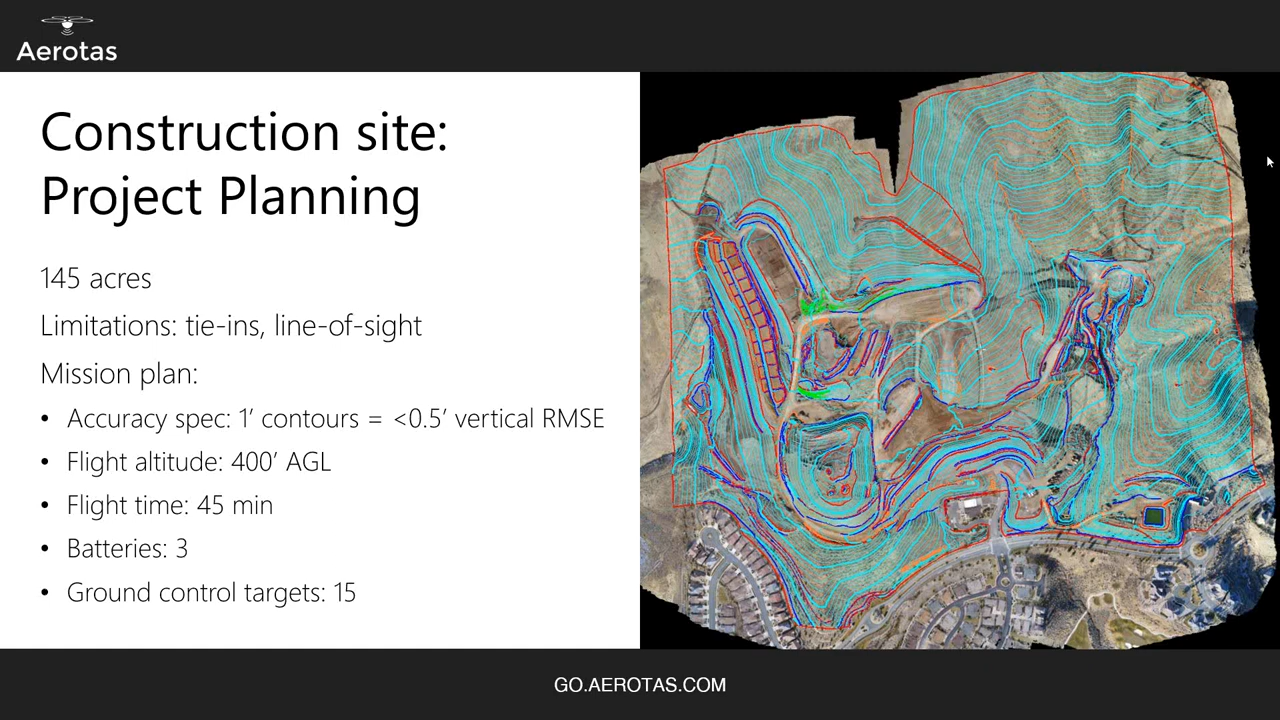 Aerotas
Construction site:
Project Planning
145 acres
Limitations: tie-ins, line-of-sight
Mission plan:
• Accuracy spec: 1’ contours = <0.5’ vertical RMSE
• Flight altitude: 400’ AGL
• Flight time: 45 min
• Batteries: 3
• Ground control targets: 15
GO.AEROTAS.COM